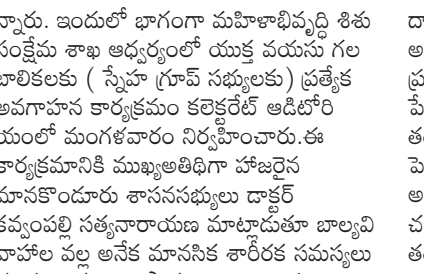 న్నారు. ఇందులో భాగంగా మహిళాభివృద్ధి శిశు
సంక్షేమ శాఖ ఆధ్వర్యంలో యుక్త వయసు గల
బాలికలకు ( స్నేహ గ్రూప్ సభ్యులకు) ప్రత్యేక
అవగాహన కార్యక్రమం కలెక్టరేట్ ఆడిటోరి
యంలో మంగళవారం నిర్వహించారు.ఈ
కార్యక్రమానికి ముఖ్యఅతిథిగా హాజరైన
మానకొండూరు శాసనసభ్యులు డాక్టర్
కవ్వంపల్లి సత్యనారాయణ మాట్లాడుతూ బాల్యవి
వాహాల వల్ల అనేక మానసిక శారీరక సమస్యలు